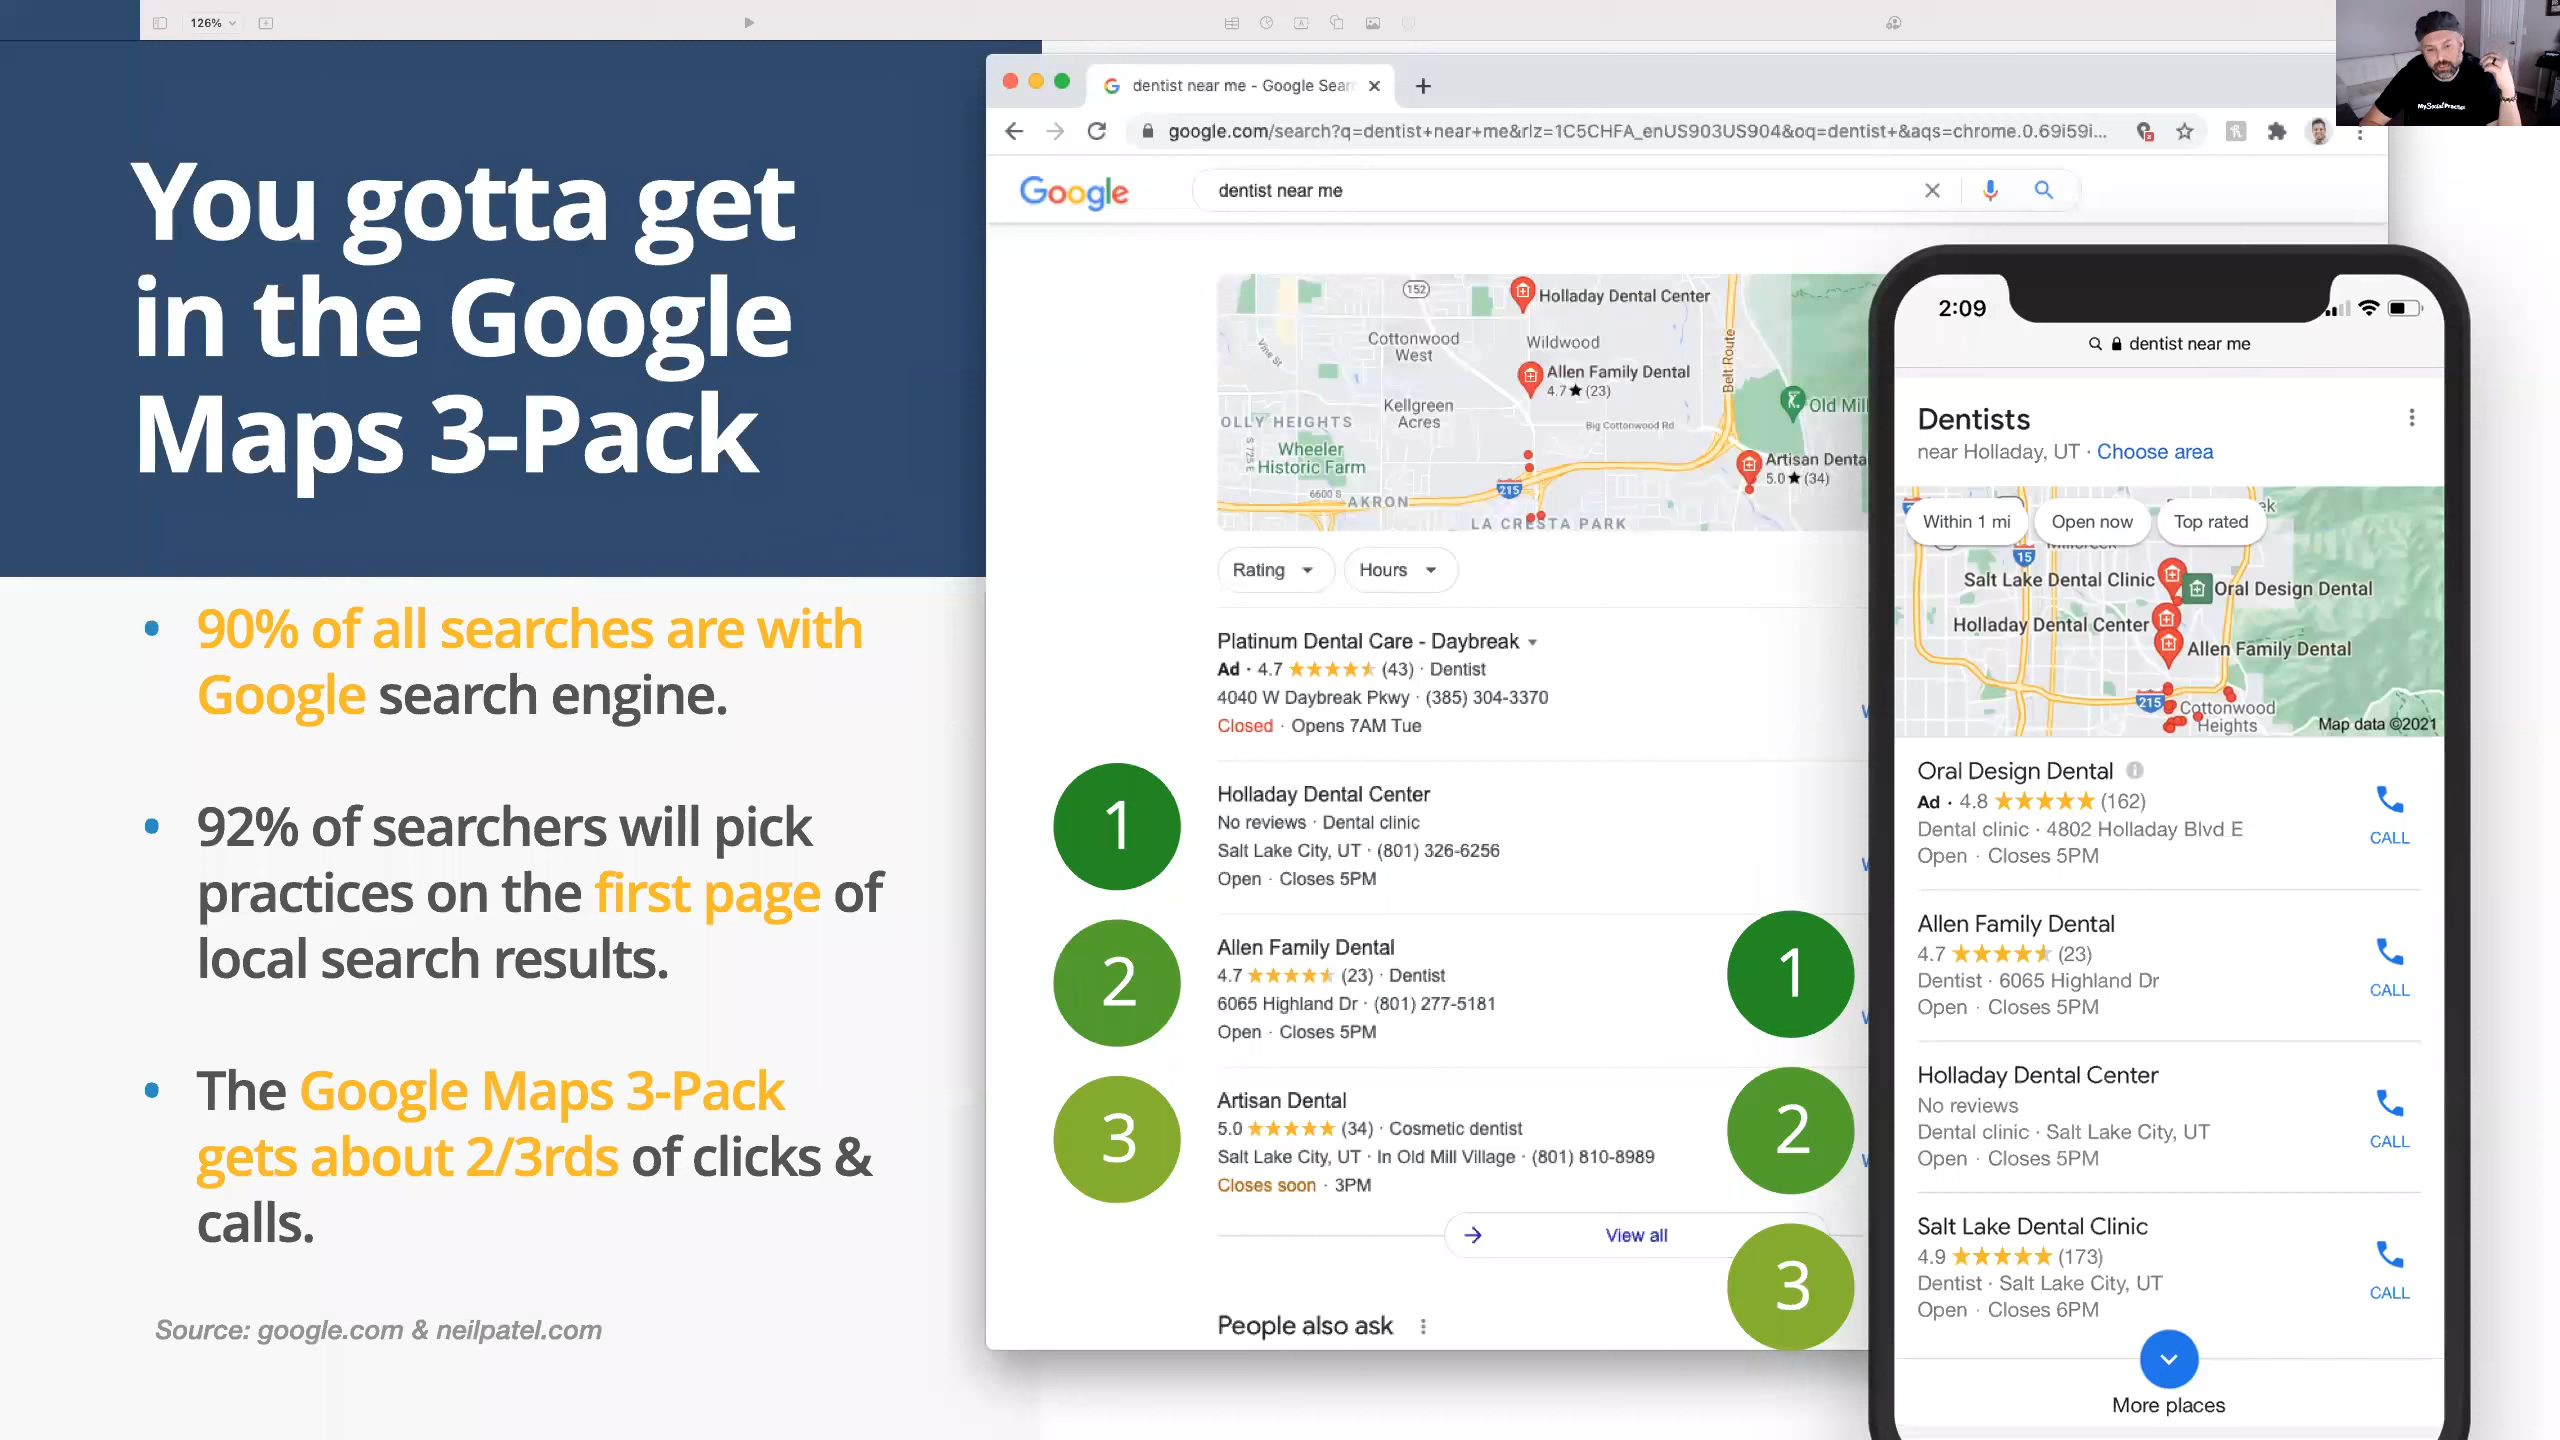 126%
You gotta get
in the Google
Maps 3-Pack
• 90% of all searches are with
Google search engine.
• 92% of searchers will pick
practices on the first page of
local search results.
• The Google Maps 3-Pack
gets about 2/3rds of clicks &
calls.
Source: google.com & neilpatel.com
dentist near me - Google Sear
google.com/search?q=dentist+near+me&rlz=1C5CHFA_enUS903US904&oq=dentist+&aqs=chrome.0.69i59i...
Google
dentist near me
152
Holladay Dental Center
Cottonwood
West
Wildwood
Vine St
Belt Route
Allen Family Dental
4.7★(23)
Kellgreen
Acres
OLLY HEIGHTS
Big Cottonwood Rd
Old Mill
S 725 E
Wheeler
Historic Farm
Artisan Denta
5.0★(34)
6600 S
AKRON
215
LA CRESTA PARK
Rating
Hours
Platinum Dental Care - Daybreak
Ad · 4.7 ★★★★★ (43) · Dentist
4040 W Daybreak Pkwy · (385) 304-3370
Closed · Opens 7AM Tue
1
Holladay Dental Center
No reviews · Dental clinic
Salt Lake City, UT · (801) 326-6256
Open · Closes 5PM
2
Allen Family Dental
4.7 ★★★★★ (23) · Dentist
6065 Highland Dr · (801) 277-5181
Open · Closes 5PM
3
Artisan Dental
5.0 ★★★★★ (34) · Cosmetic dentist
Salt Lake City, UT · In Old Mill Village · (801) 810-8989
Closes soon · 3PM
View all
People also ask
1
2
3
2:09
dentist near me
Dentists
near Holladay, UT · Choose area
Within 1 mi
Open now
Top rated
15
Salt Lake Dental Clinic
Oral Design Dental
Holladay Dental Center
Allen Family Dental
215
Cottonwood
Heights
Map data ©2021
Oral Design Dental
Ad · 4.8 ★★★★★ (162)
Dental clinic · 4802 Holladay Blvd E
Open · Closes 5PM
CALL
Allen Family Dental
4.7 ★★★★★ (23)
Dentist · 6065 Highland Dr
Open · Closes 5PM
CALL
Holladay Dental Center
No reviews
Dental clinic · Salt Lake City, UT
Open · Closes 5PM
CALL
Salt Lake Dental Clinic
4.9 ★★★★★ (173)
Dentist · Salt Lake City, UT
Open · Closes 6PM
CALL
More places
MySocialPractice